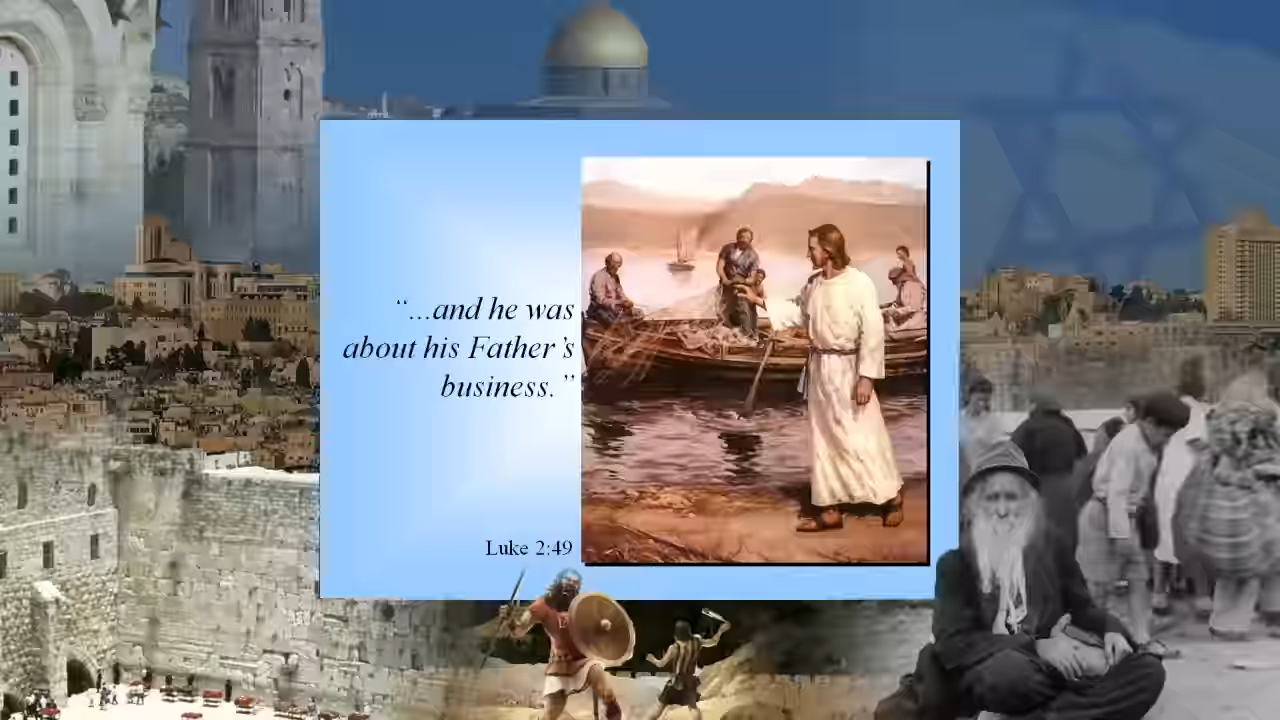 “...and he was
about his Father’s
business.”
Luke 2:49